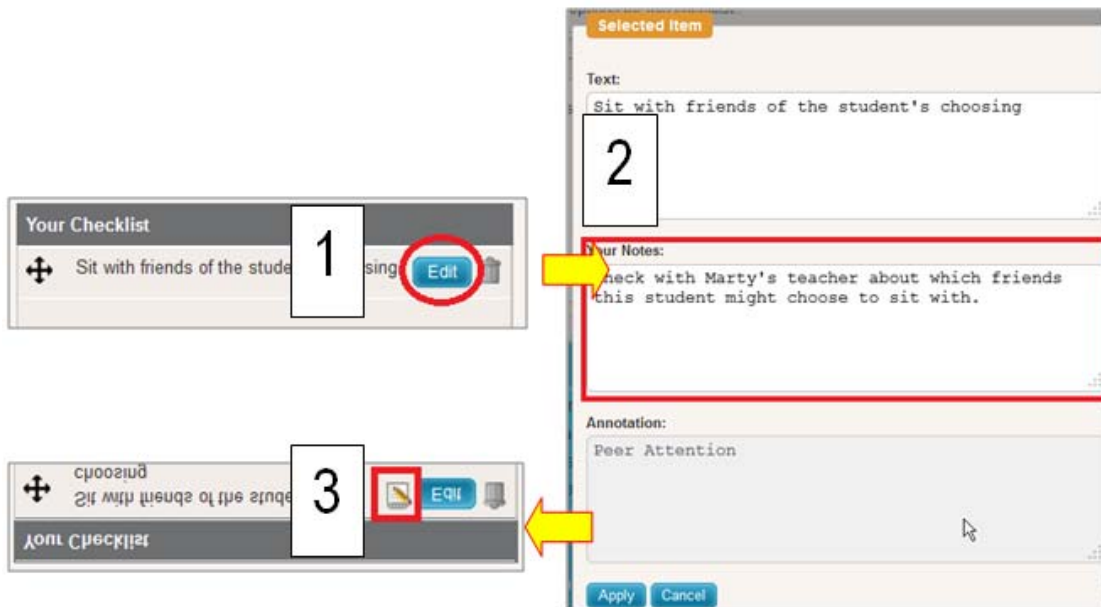 Selected Item
Text:
Sit with friends of the student's choosing
2
Your Checklist
1
Sit with friends of the stude sing
Edit
Your Notes:
Check with Marty's teacher about which friends
this student might choose to sit with.
Annotation:
Peer Attention
choosing
Sit with friends of the stude
3
Edit
Your Checklist
Apply
Cancel